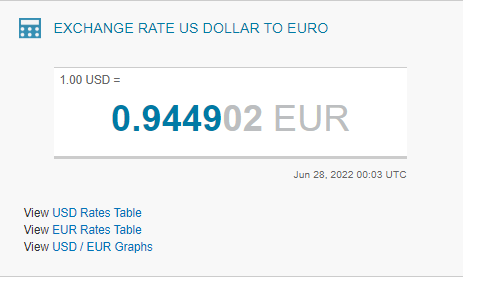 EXCHANGE RATE US DOLLAR TO EURO
1.00 USD =
0.944902 EUR
Jun 28, 2022 00:03 UTC
View USD Rates Table
View EUR Rates Table
View USD / EUR Graphs